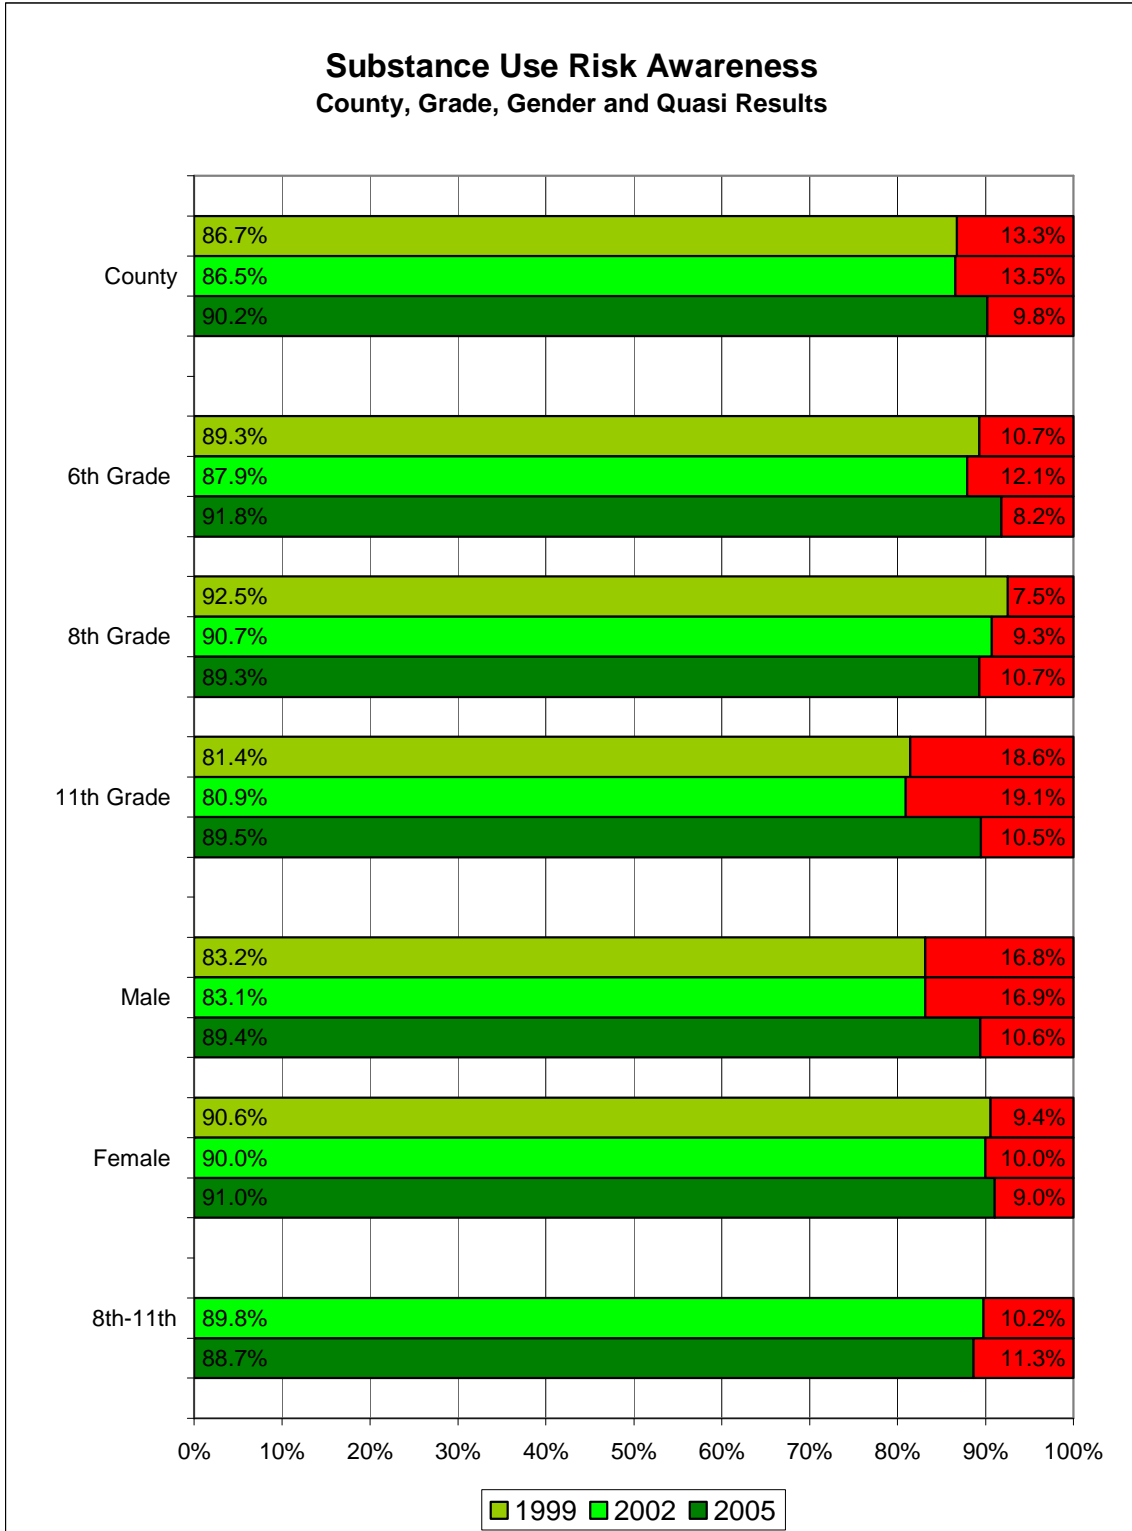 Substance Use Risk Awareness
County, Grade, Gender and Quasi Results
86.7% 13.3%
County 86.5% 13.5%
90.2% 9.8%
89.3% 10.7%
6th Grade 87.9% 12.1%
91.8% 8.2%
92.5% 7.5%
8th Grade 90.7% 9.3%
89.3% 10.7%
81.4% 18.6%
11th Grade 80.9% 19.1%
89.5% 10.5%
83.2% 16.8%
Male 83.1% 16.9%
89.4% 10.6%
90.6% 9.4%
Female 90.0% 10.0%
91.0% 9.0%
8th-11th 89.8% 10.2%
88.7% 11.3%
0% 10% 20% 30% 40% 50% 60% 70% 80% 90% 100%
1999 2002 2005